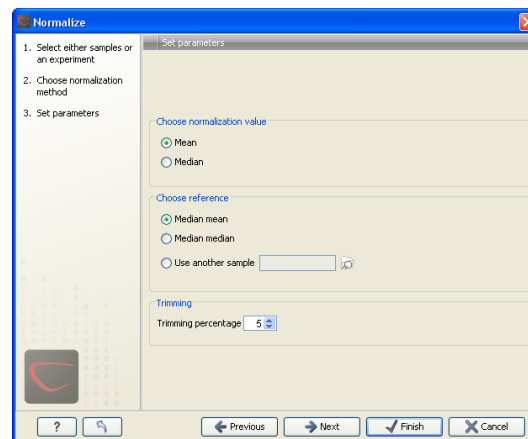 Normalize
1. Select either samples or
an experiment
2. Choose normalization
method
3. Set parameters
Set parameters
Choose normalization value
Mean
Median
Choose reference
Median mean
Median median
Use another sample
Trimming
Trimming percentage 5
?
Previous
Next
Finish
Cancel